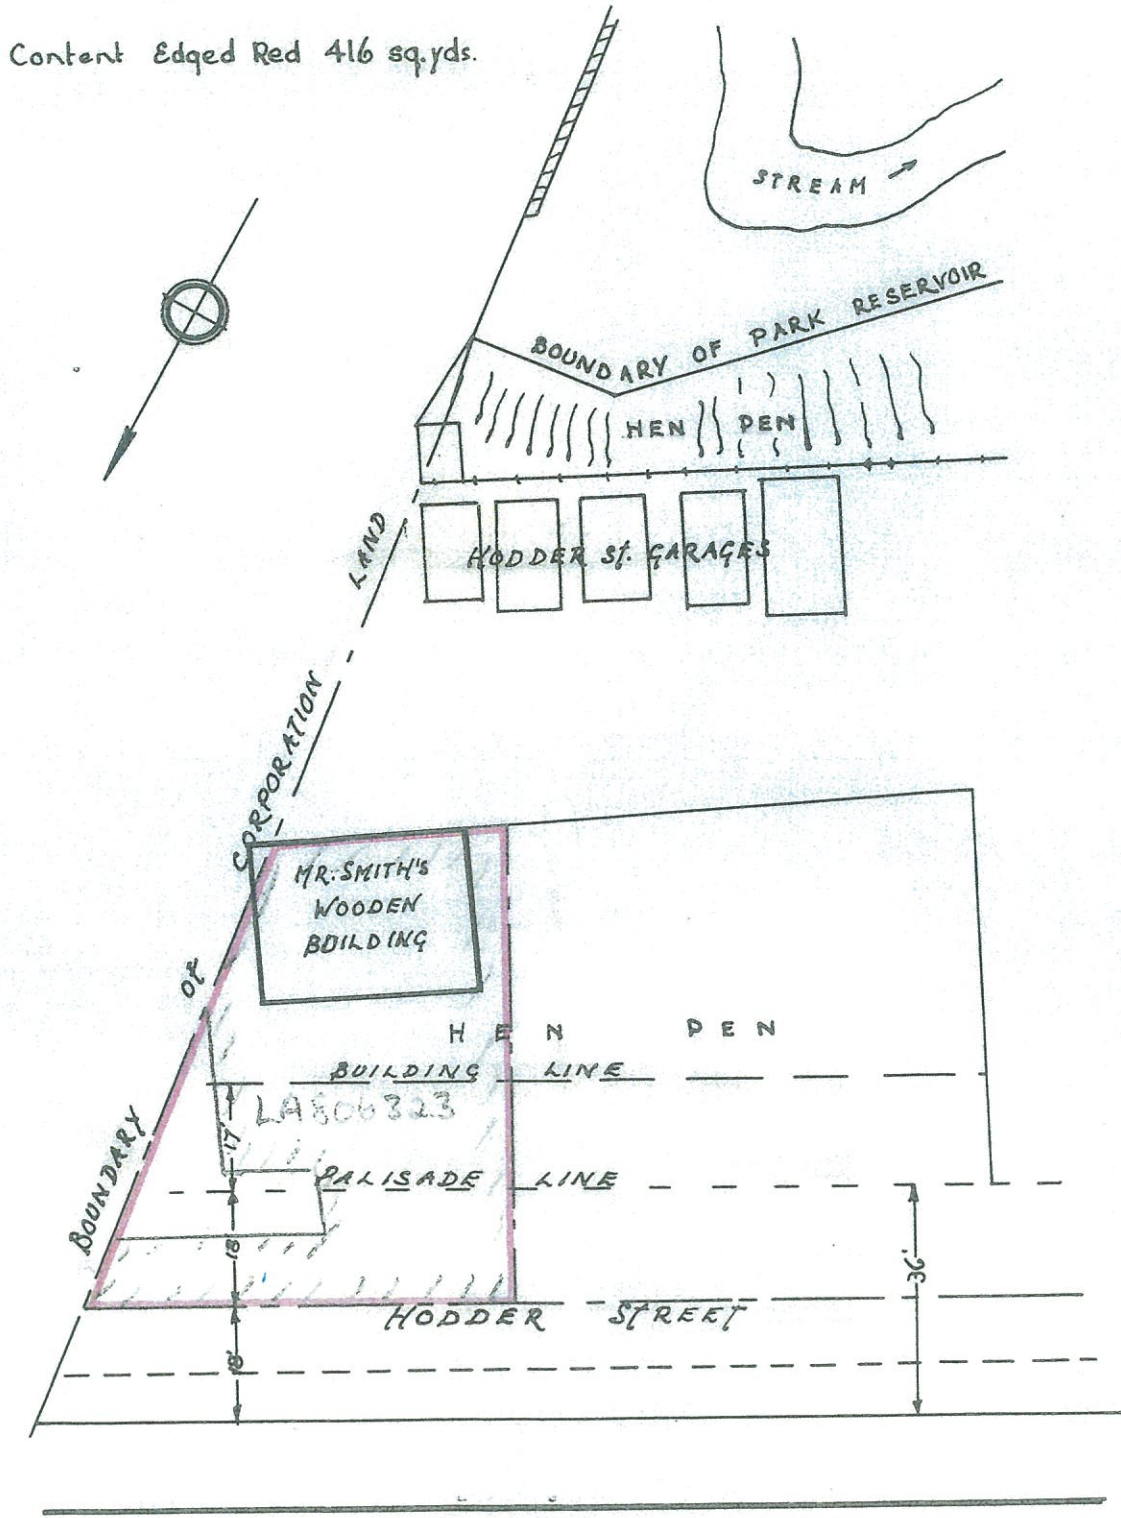 Content Edged Red 416 sq.yds.
STREAM
BOUNDARY OF PARK RESERVOIR
HEN PEN
HODDER St. GARAGES
BOUNDARY Of CORPORATION LAND
MR. SMITH'S
WOODEN
BUILDING
HEN PEN
BUILDING LINE
LA806323
17'
PALISADE LINE
18'
36'
HODDER STREET
18'